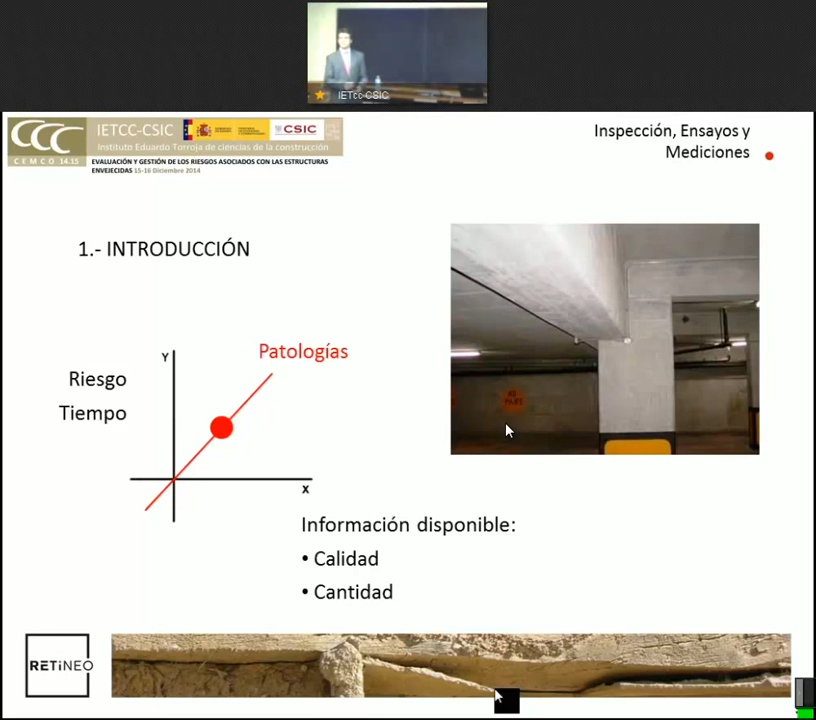 IETcc-CSIC
CCC
CEMCO 14.15
IETCC-CSIC
CSIC
Instituto Eduardo Torroja de ciencias de la construcción
EVALUACIÓN Y GESTIÓN DE LOS RIESGOS ASOCIADOS CON LAS ESTRUCTURAS
ENVEJECIDAS 15-16 Diciembre 2014
Inspección, Ensayos y
Mediciones
1.- INTRODUCCIÓN
Patologías
Y
Riesgo
Tiempo
X
Información disponible:
• Calidad
• Cantidad
RETINEO